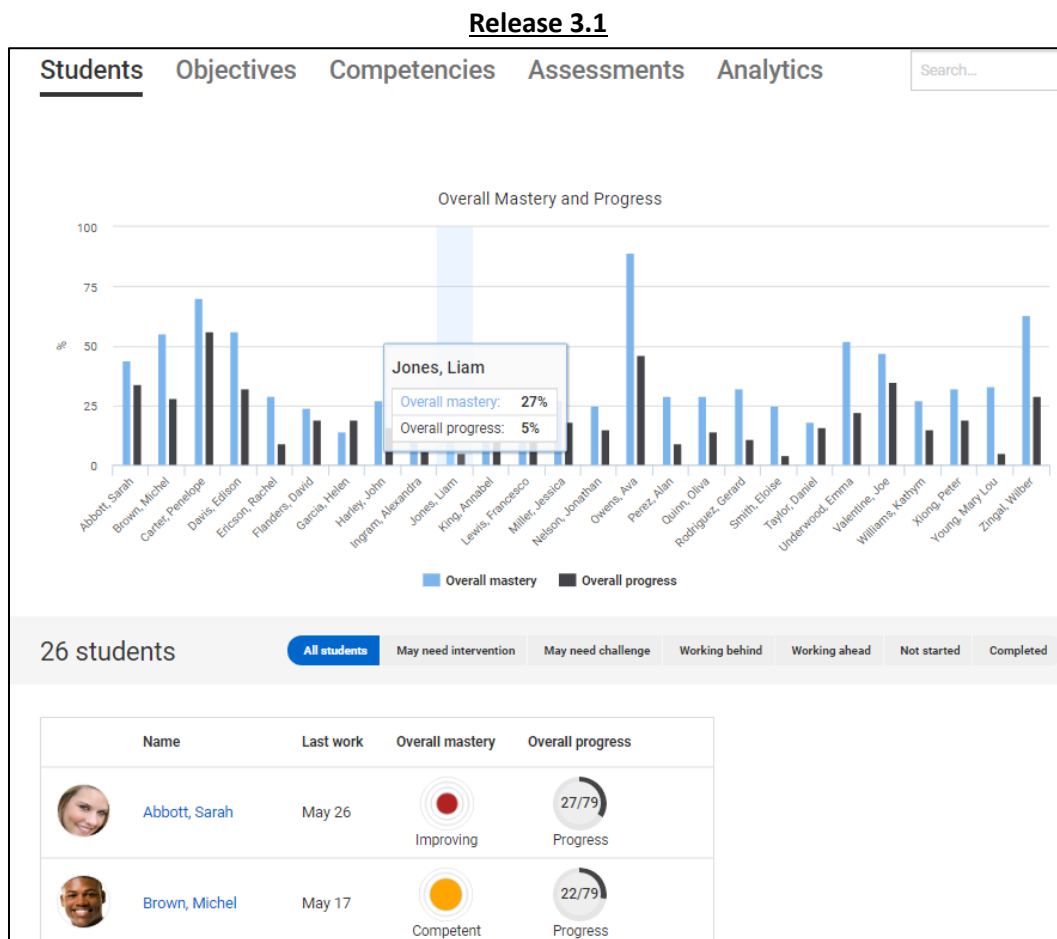 Release 3.1
Students Objectives Competencies Assessments Analytics Search...
Overall Mastery and Progress
100
75
50
25
0
%
Jones, Liam
Overall mastery: 27%
Overall progress: 5%
Abbott, Sarah
Brown, Michel
Carter, Penelope
Davis, Edison
Ericson, Rachel
Flanders, David
Garcia, Helen
Harley, John
Ingram, Alexandra
Jones, Liam
King, Annabel
Lewis, Francesco
Miller, Jessica
Nelson, Jonathan
Owens, Ava
Perez, Alan
Quinn, Oliva
Rodriguez, Gerard
Smith, Eloise
Taylor, Daniel
Underwood, Emma
Valentine, Joe
Williams, Kathym
Xiong, Peter
Young, Mary Lou
Zingal, Wilber
Overall mastery Overall progress
26 students All students May need intervention May need challenge Working behind Working ahead Not started Completed
Name Last work Overall mastery Overall progress
Abbott, Sarah May 26 27/79
Improving Progress
Brown, Michel May 17 22/79
Competent Progress